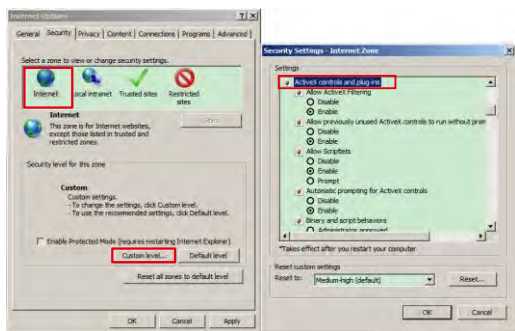 Internet Options
General Security Privacy Content Connections Programs Advanced
Select a zone to view or change security settings.
Internet Local intranet Trusted sites Restricted sites
Internet
This zone is for Internet websites,
except those listed in trusted and
restricted zones.
Sites
Security level for this zone
Custom
Custom settings.
- To change the settings, click Custom level.
- To use the recommended settings, click Default level.
Enable Protected Mode (requires restarting Internet Explorer)
Custom level... Default level
Reset all zones to default level
OK Cancel Apply
Security Settings - Internet Zone
Settings
ActiveX controls and plug-ins
Allow ActiveX Filtering
Disable
Enable
Allow previously unused ActiveX controls to run without prom
Disable
Enable
Allow Scriptlets
Disable
Enable
Prompt
Automatic prompting for ActiveX controls
Disable
Enable
Binary and script behaviors
Administrator approved
*Takes effect after you restart your computer
Reset custom settings
Reset to: Medium-high (default) Reset...
OK Cancel